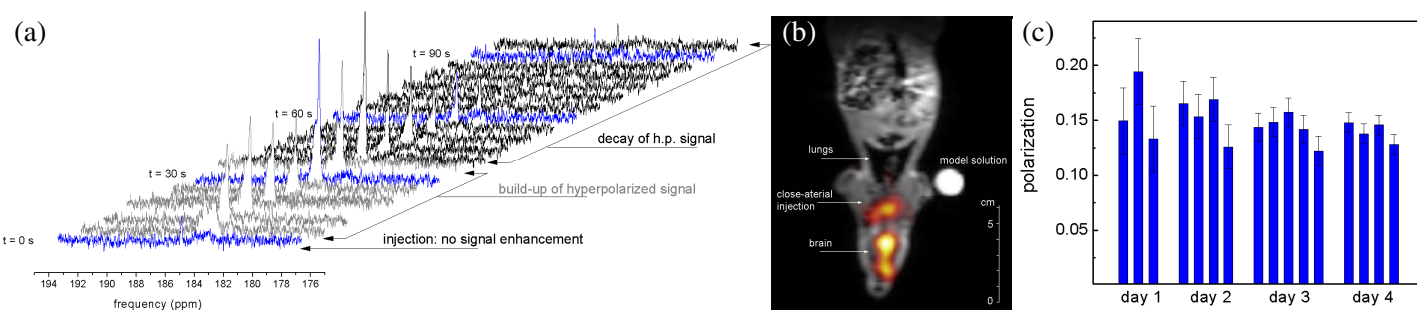 (a)
t = 90 s
t = 60 s
t = 30 s
t = 0 s
decay of h.p. signal
build-up of hyperpolarized signal
injection: no signal enhancement
194 192 190 188 186 184 182 180 178 176
frequency (ppm)
(b)
lungs
model solution
close-aterial
injection
cm
5
brain
0
(c)
polarization
0.20
0.15
0.10
0.05
day 1 day 2 day 3 day 4